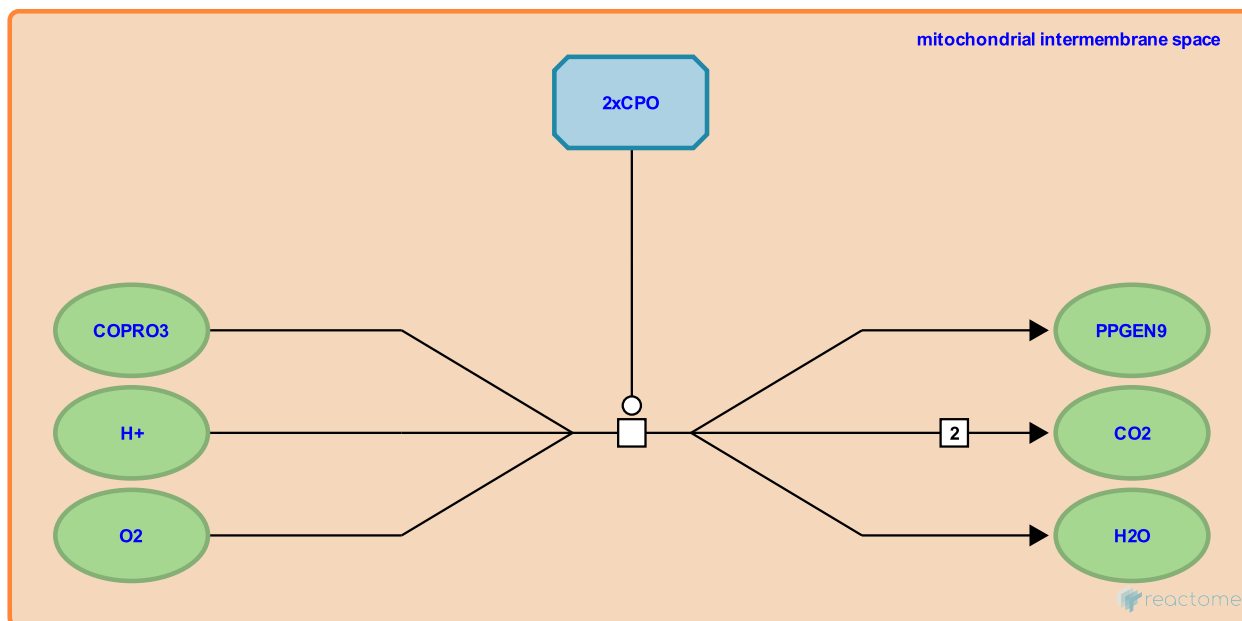 mitochondrial intermembrane space
2xCPO
COPRO3
PPGEN9
H+
2
CO2
O2
H2O
reactome